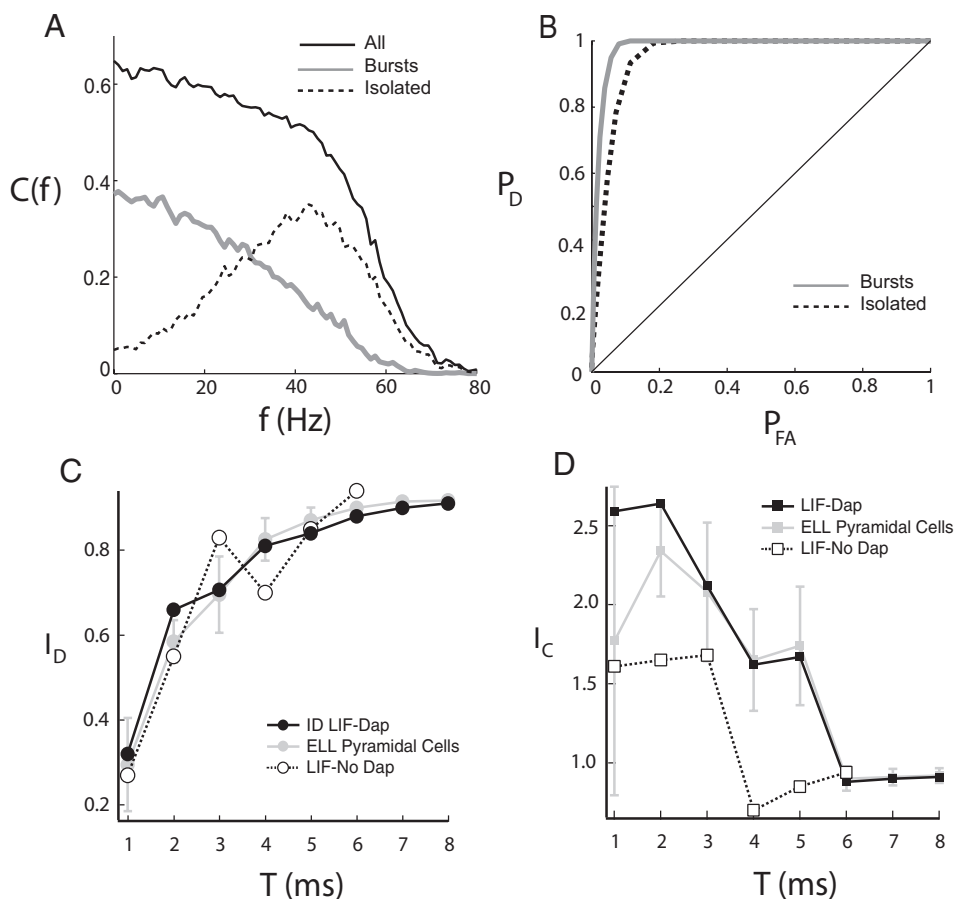 A
All
Bursts
Isolated
0.6
0.4
0.2
0
C(f)
0 20 40 60 80
f (Hz)
B
1
0.8
0.6
0.4
0.2
0
P_D
Bursts
Isolated
0 0.2 0.4 0.6 0.8 1
P_FA
C
0.8
0.6
0.4
0.2
I_D
ID LIF-Dap
ELL Pyramidal Cells
LIF-No Dap
1 2 3 4 5 6 7 8
T (ms)
D
2.5
2.0
1.5
1.0
I_C
LIF-Dap
ELL Pyramidal Cells
LIF-No Dap
1 2 3 4 5 6 7 8
T (ms)